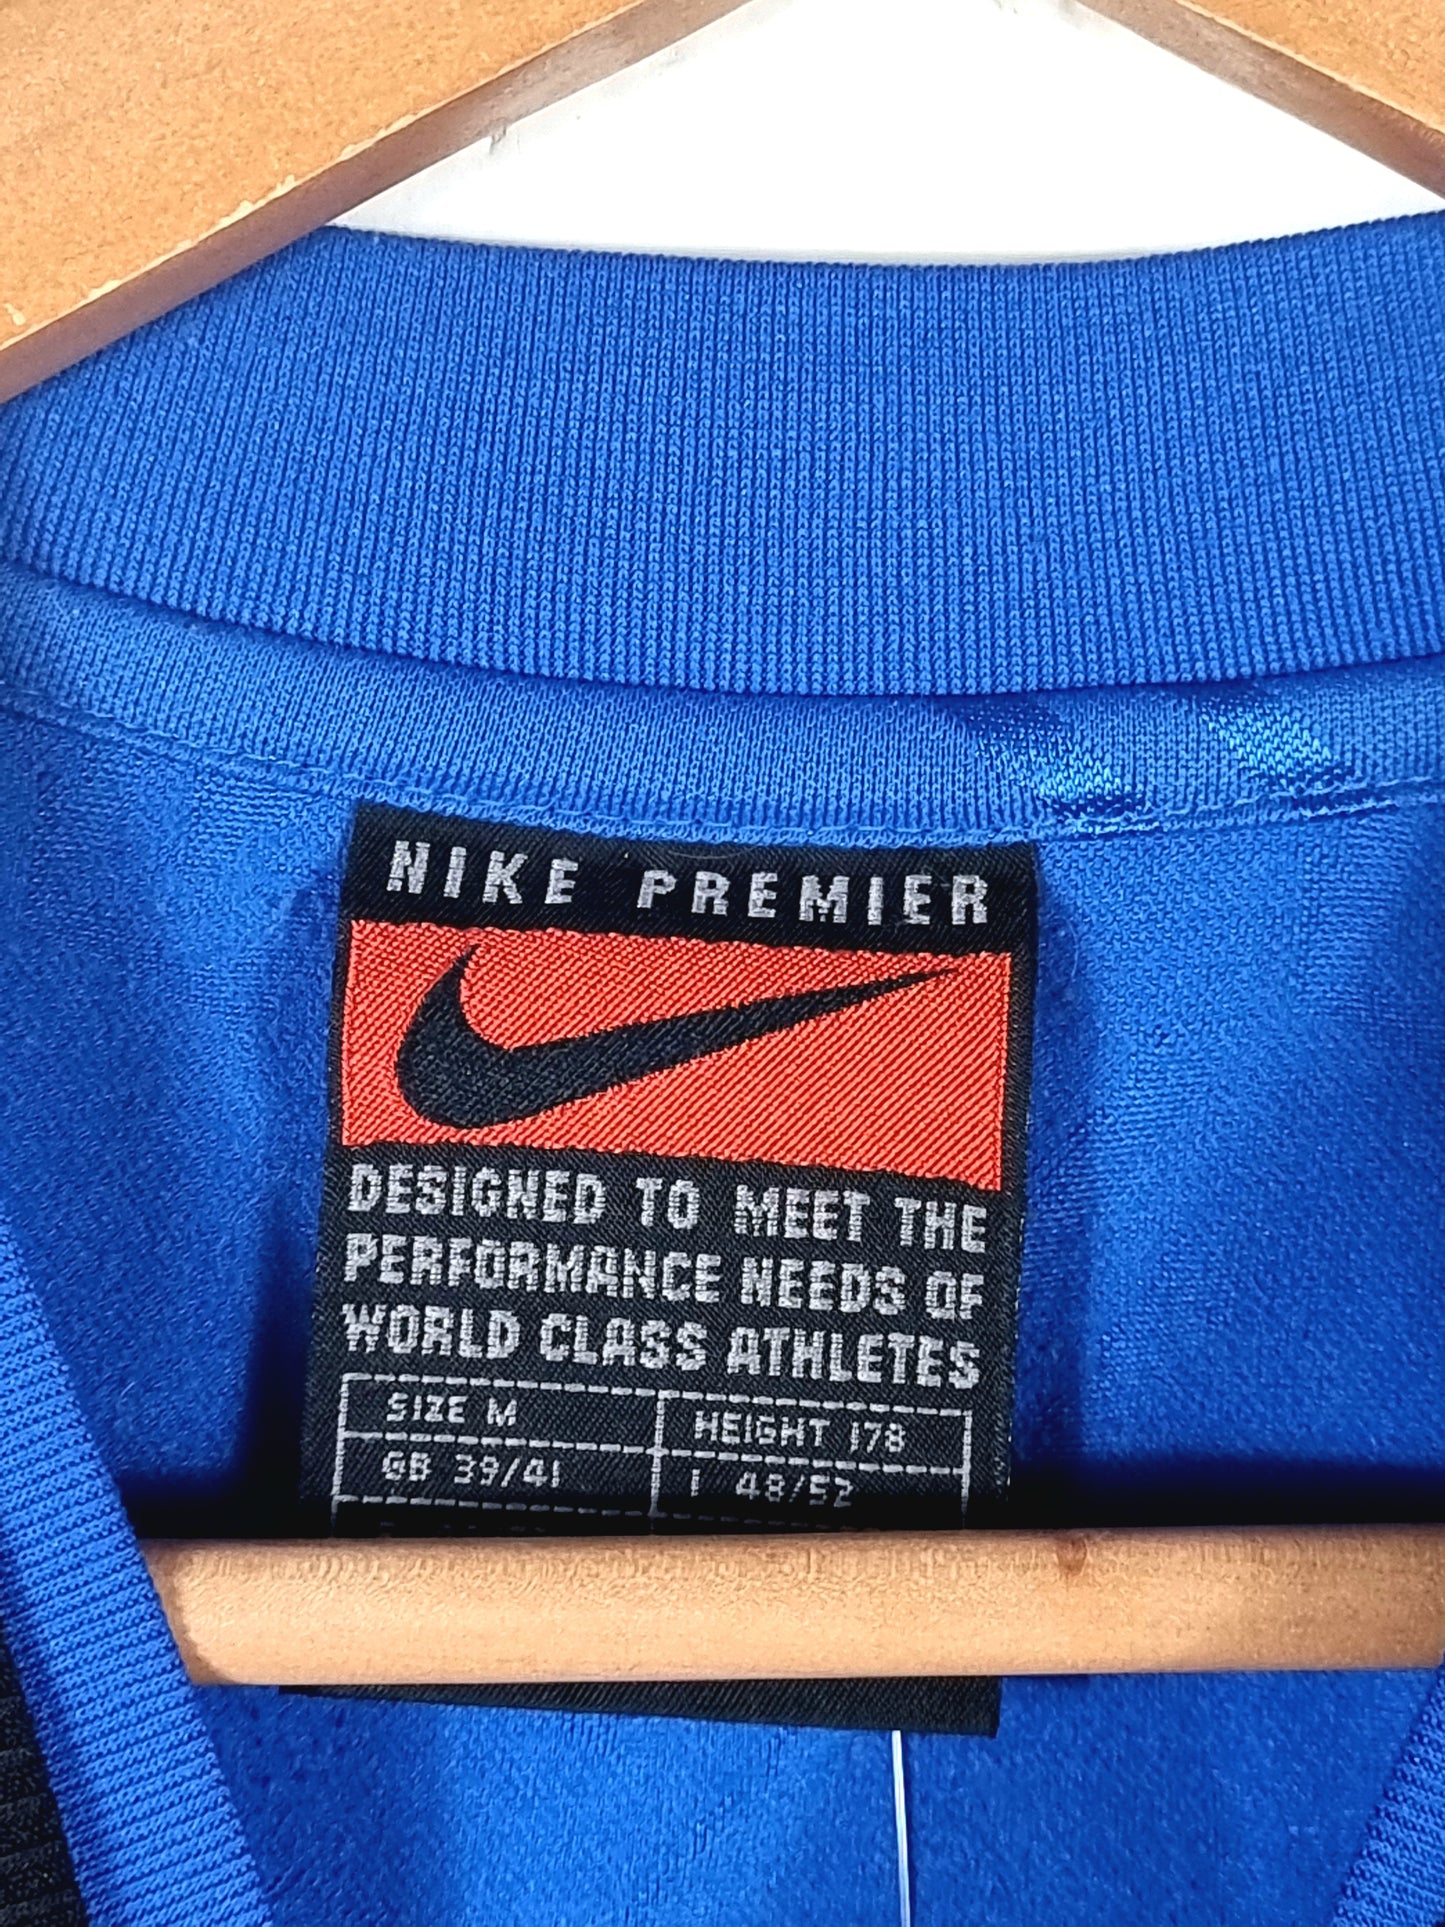 NIKE PREMIER
DESIGNED TO MEET THE
PERFORMANCE NEEDS OF
WORLD CLASS ATHLETES
SIZE M HEIGHT 178
GB 39/41 I 48/52